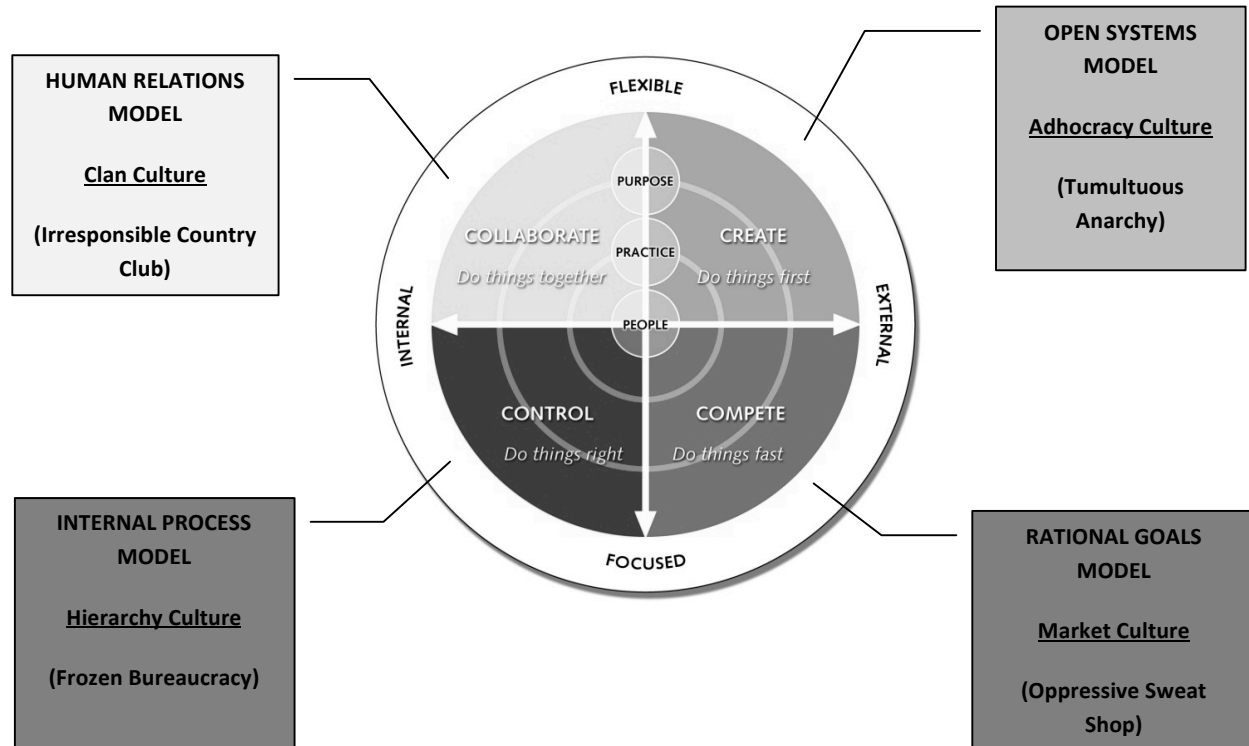 HUMAN RELATIONS
MODEL
Clan Culture
(Irresponsible Country
Club)
OPEN SYSTEMS
MODEL
Adhocracy Culture
(Tumultuous
Anarchy)
FLEXIBLE
INTERNAL
EXTERNAL
FOCUSED
PURPOSE
PRACTICE
PEOPLE
COLLABORATE
Do things together
CREATE
Do things first
CONTROL
Do things right
COMPETE
Do things fast
INTERNAL PROCESS
MODEL
Hierarchy Culture
(Frozen Bureaucracy)
RATIONAL GOALS
MODEL
Market Culture
(Oppressive Sweat
Shop)